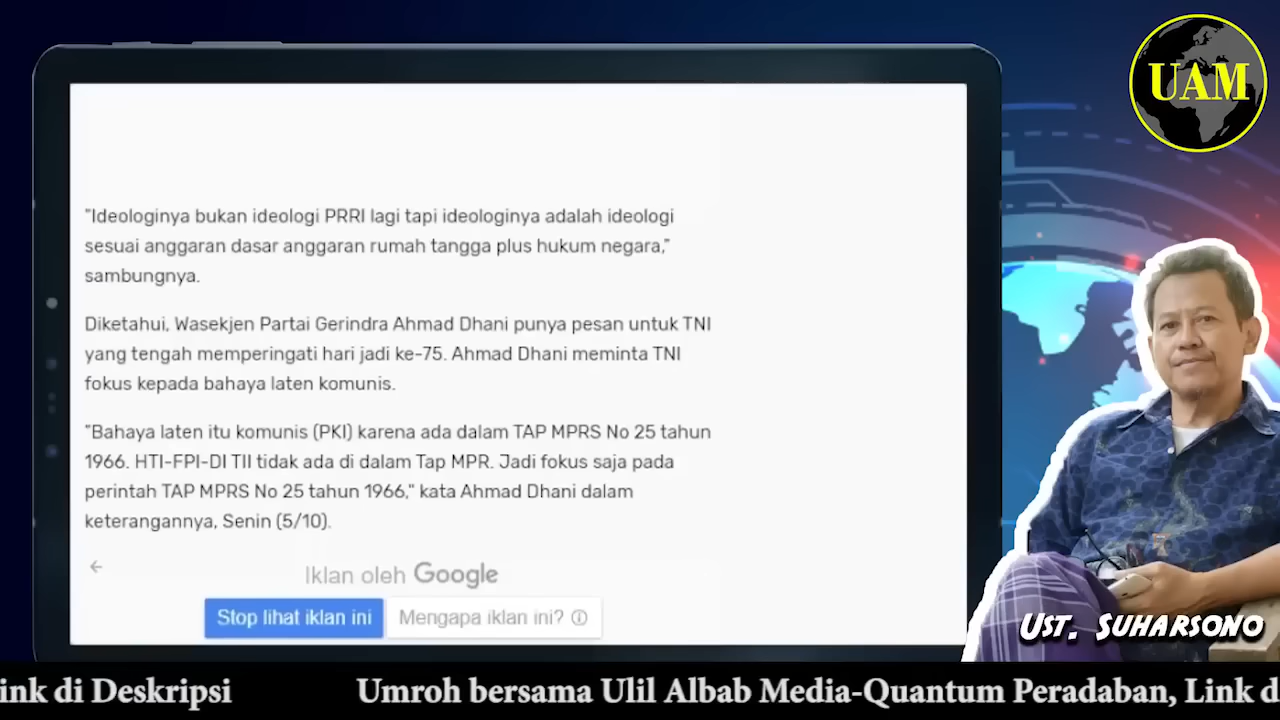 UAM
"Ideologinya bukan ideologi PRRI lagi tapi ideologinya adalah ideologi
sesuai anggaran dasar anggaran rumah tangga plus hukum negara,"
sambungnya.
Diketahui, Wasekjen Partai Gerindra Ahmad Dhani punya pesan untuk TNI
yang tengah memperingati hari jadi ke-75. Ahmad Dhani meminta TNI
fokus kepada bahaya laten komunis.
"Bahaya laten itu komunis (PKI) karena ada dalam TAP MPRS No 25 tahun
1966. HTI-FPI-DI TII tidak ada di dalam Tap MPR. Jadi fokus saja pada
perintah TAP MPRS No 25 tahun 1966," kata Ahmad Dhani dalam
keterangannya, Senin (5/10).
Iklan oleh Google
Stop lihat iklan ini Mengapa iklan ini?
Ust. Suharsono
ink di Deskripsi Umroh bersama Ulil Albab Media-Quantum Peradaban, Link d